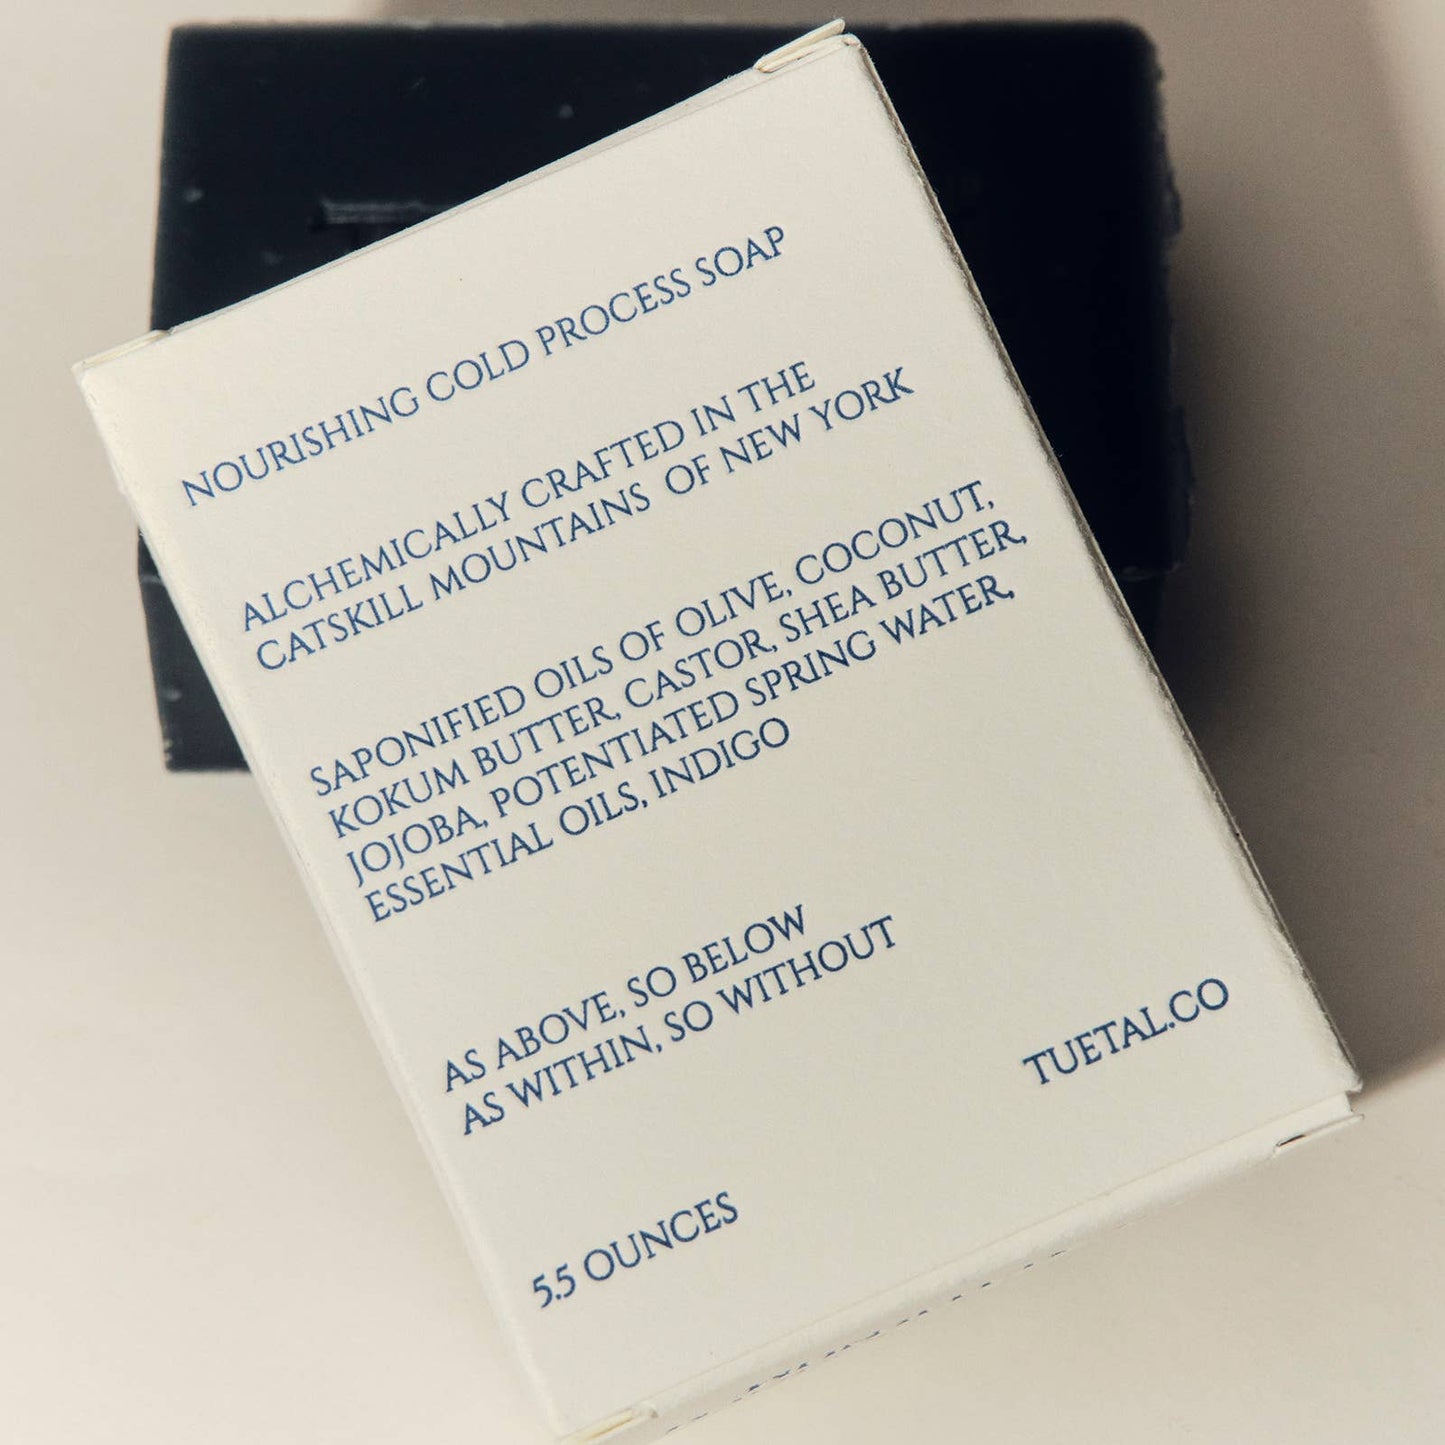 NOURISHING COLD PROCESS SOAP
ALCHEMICALLY CRAFTED IN THE
CATSKILL MOUNTAINS OF NEW YORK
SAPONIFIED OILS OF OLIVE, COCONUT,
KOKUM BUTTER, CASTOR, SHEA BUTTER,
JOJOBA, POTENTIATED SPRING WATER,
ESSENTIAL OILS, INDIGO
AS ABOVE, SO BELOW
AS WITHIN, SO WITHOUT
TUETAL.CO
5.5 OUNCES